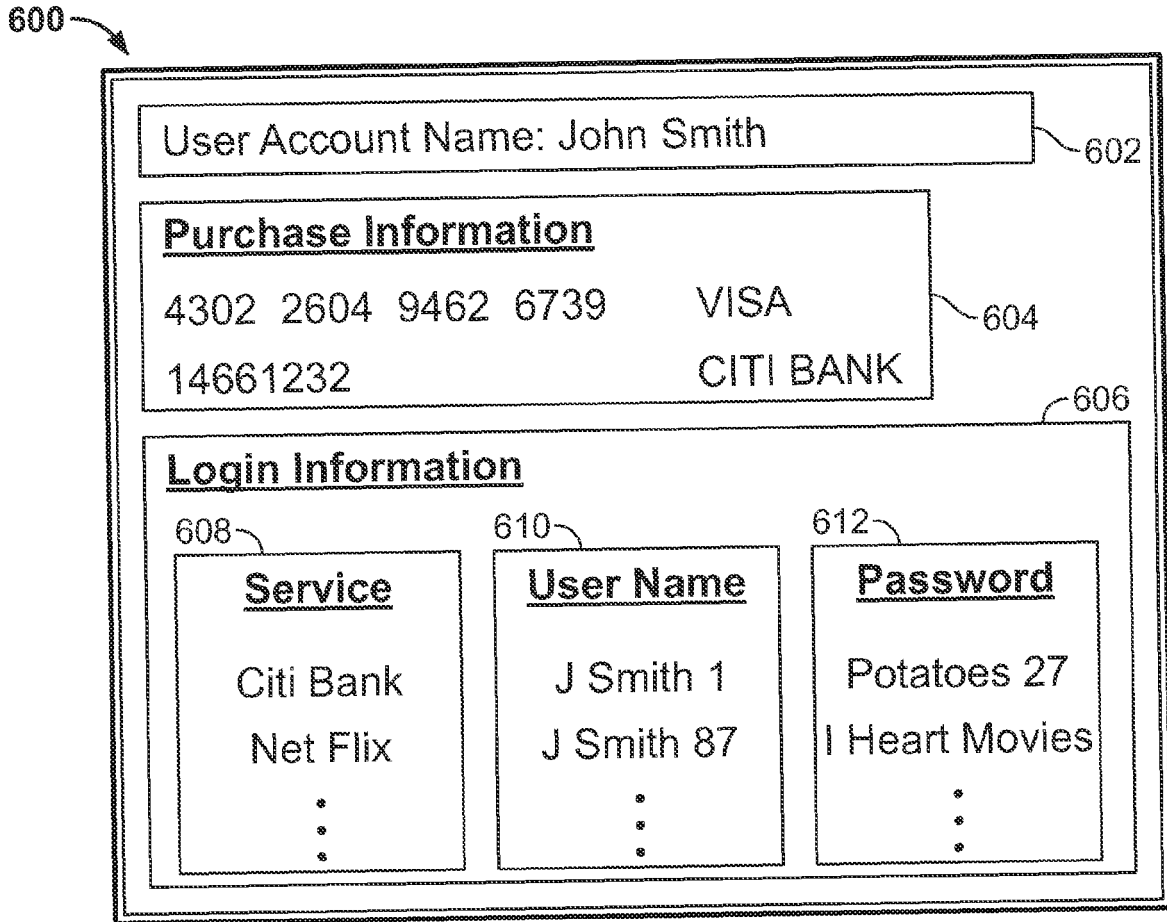 600
User Account Name: John Smith
602
Purchase Information
4302 2604 9462 6739 VISA
604
14661232 CITI BANK
606
Login Information
608 610 612
Service User Name Password
Citi Bank J Smith 1 Potatoes 27
Net Flix J Smith 87 I Heart Movies